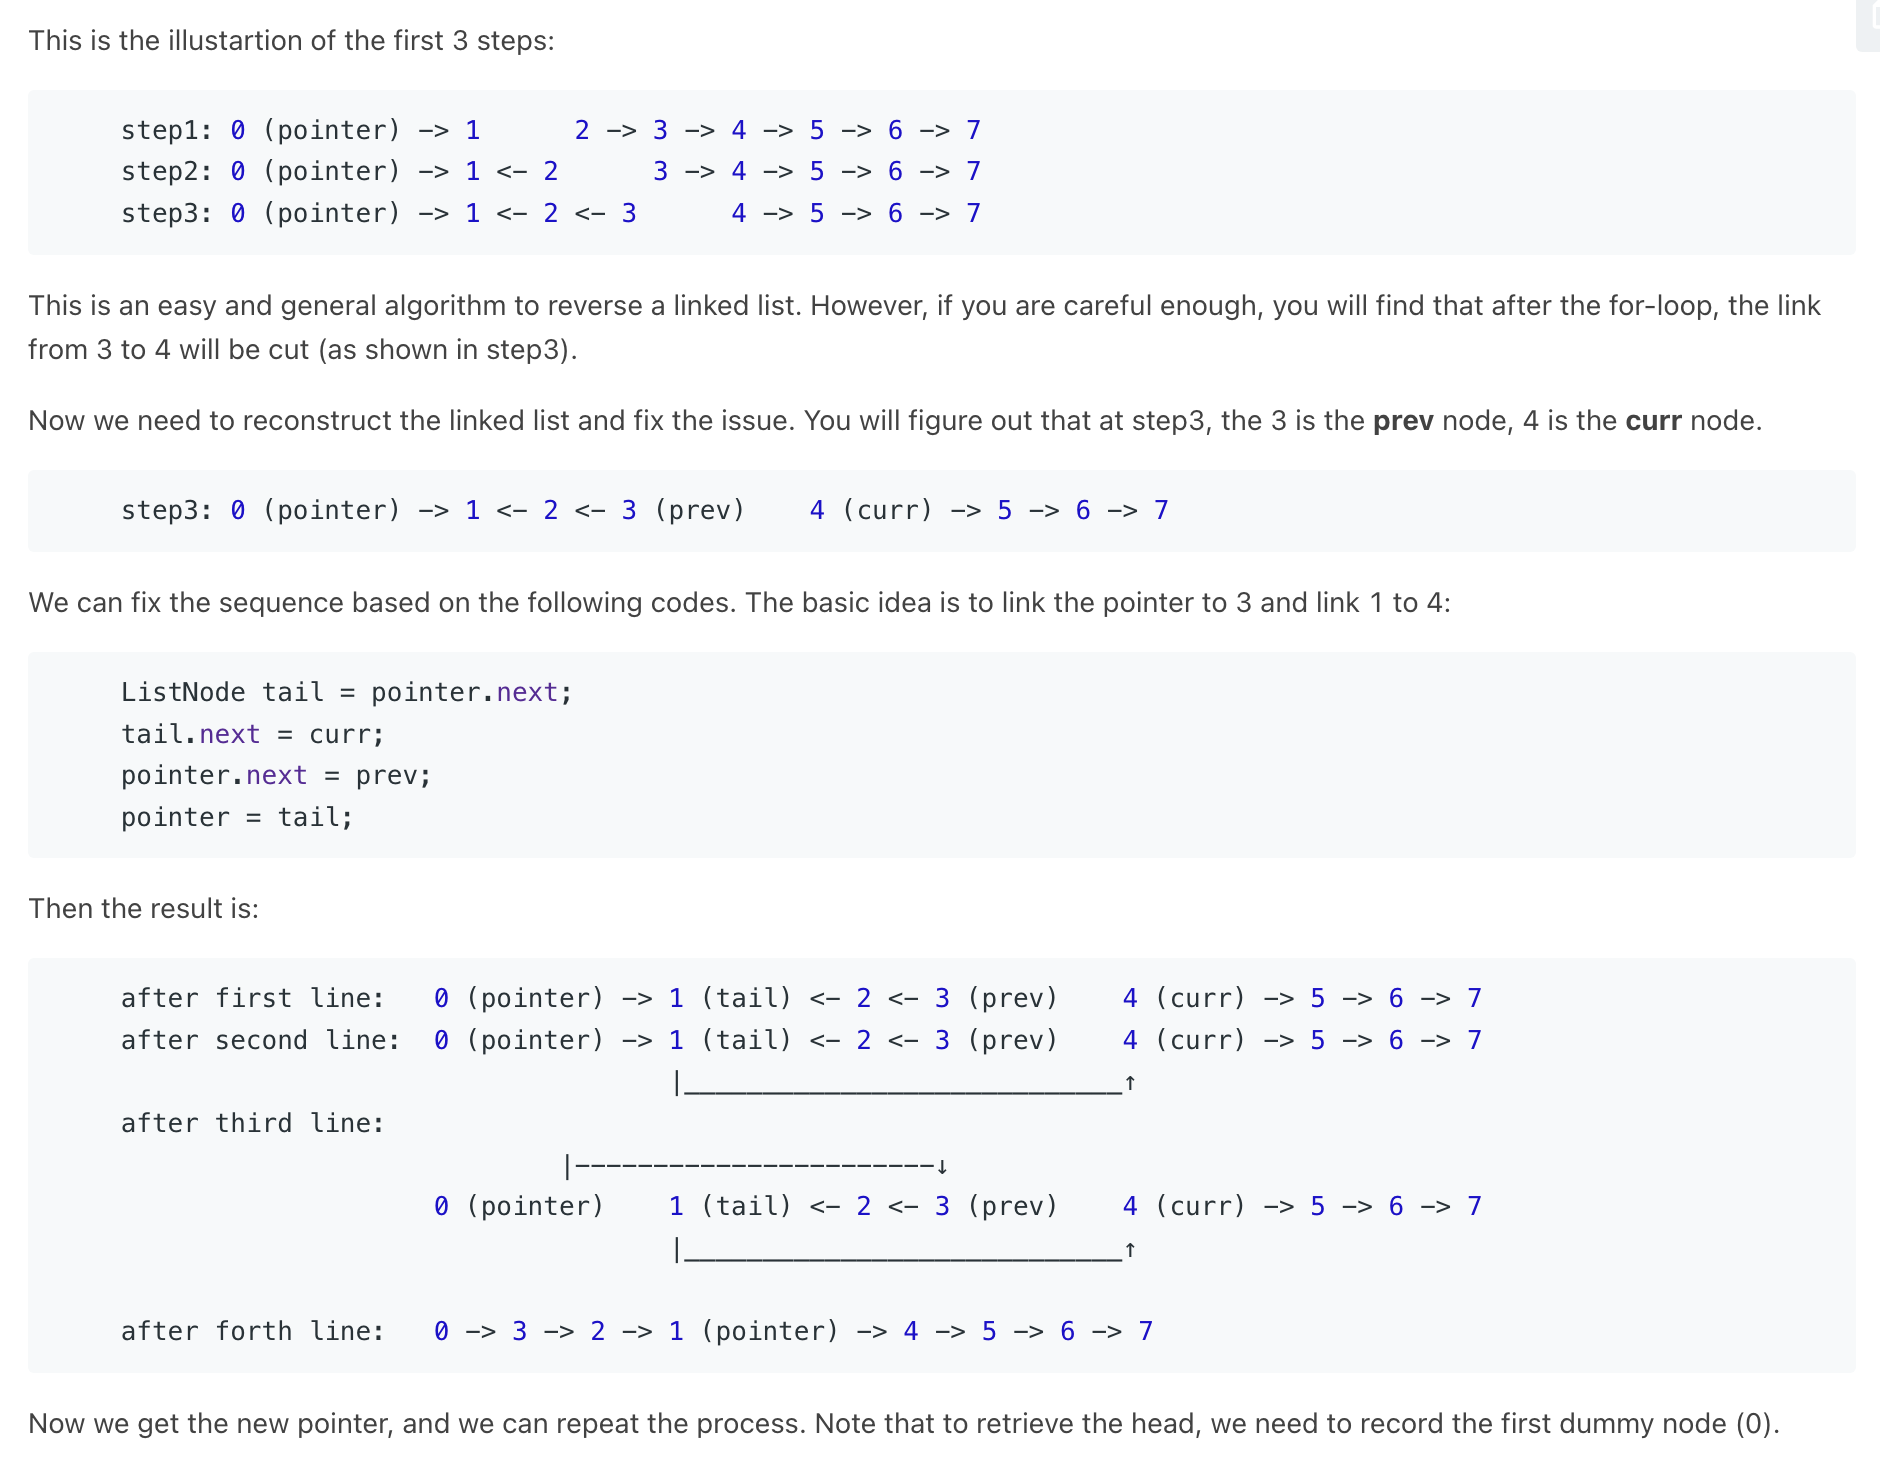 This is the illustartion of the first 3 steps:
step1: 0 (pointer) -> 1      2 -> 3 -> 4 -> 5 -> 6 -> 7
step2: 0 (pointer) -> 1 <- 2      3 -> 4 -> 5 -> 6 -> 7
step3: 0 (pointer) -> 1 <- 2 <- 3      4 -> 5 -> 6 -> 7
This is an easy and general algorithm to reverse a linked list. However, if you are careful enough, you will find that after the for-loop, the link
from 3 to 4 will be cut (as shown in step3).
Now we need to reconstruct the linked list and fix the issue. You will figure out that at step3, the 3 is the prev node, 4 is the curr node.
step3: 0 (pointer) -> 1 <- 2 <- 3 (prev)    4 (curr) -> 5 -> 6 -> 7
We can fix the sequence based on the following codes. The basic idea is to link the pointer to 3 and link 1 to 4:
ListNode tail = pointer.next;
tail.next = curr;
pointer.next = prev;
pointer = tail;
Then the result is:
after first line:   0 (pointer) -> 1 (tail) <- 2 <- 3 (prev)    4 (curr) -> 5 -> 6 -> 7
after second line:  0 (pointer) -> 1 (tail) <- 2 <- 3 (prev)    4 (curr) -> 5 -> 6 -> 7
|____________________________↑
after third line:
|-----------------------↓
0 (pointer)    1 (tail) <- 2 <- 3 (prev)    4 (curr) -> 5 -> 6 -> 7
|____________________________↑
after forth line:   0 -> 3 -> 2 -> 1 (pointer) -> 4 -> 5 -> 6 -> 7
Now we get the new pointer, and we can repeat the process. Note that to retrieve the head, we need to record the first dummy node (0).